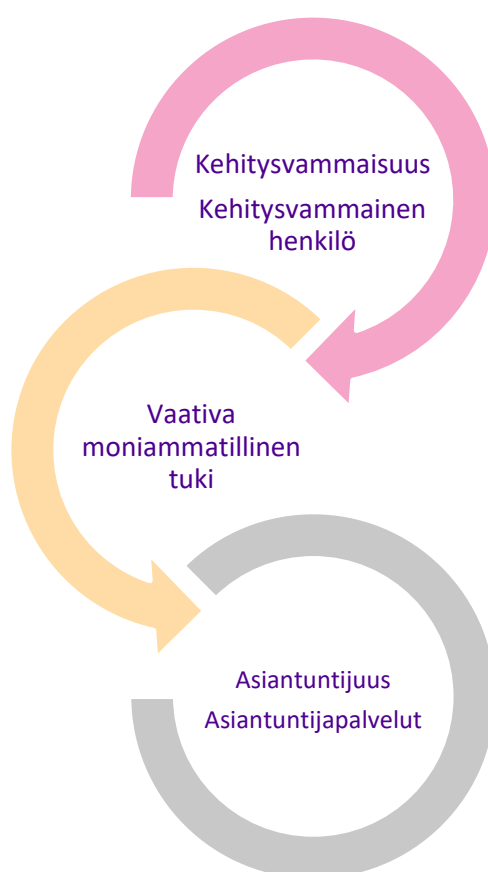 Kehitysvammaisuus
Kehitysvammainen
henkilö
Vaativa
moniammatillinen
tuki
Asiantuntijuus
Asiantuntijapalvelut